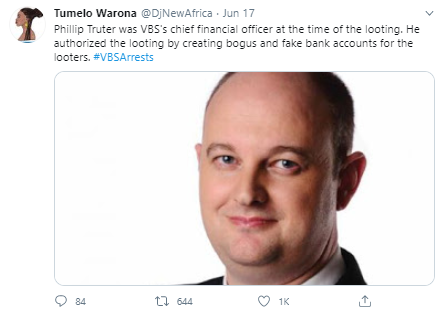 Tumelo Warona @DjNewAfrica · Jun 17
Phillip Truter was VBS's chief financial officer at the time of the looting. He
authorized the looting by creating bogus and fake bank accounts for the
looters. #VBSArrests
84 644 1K